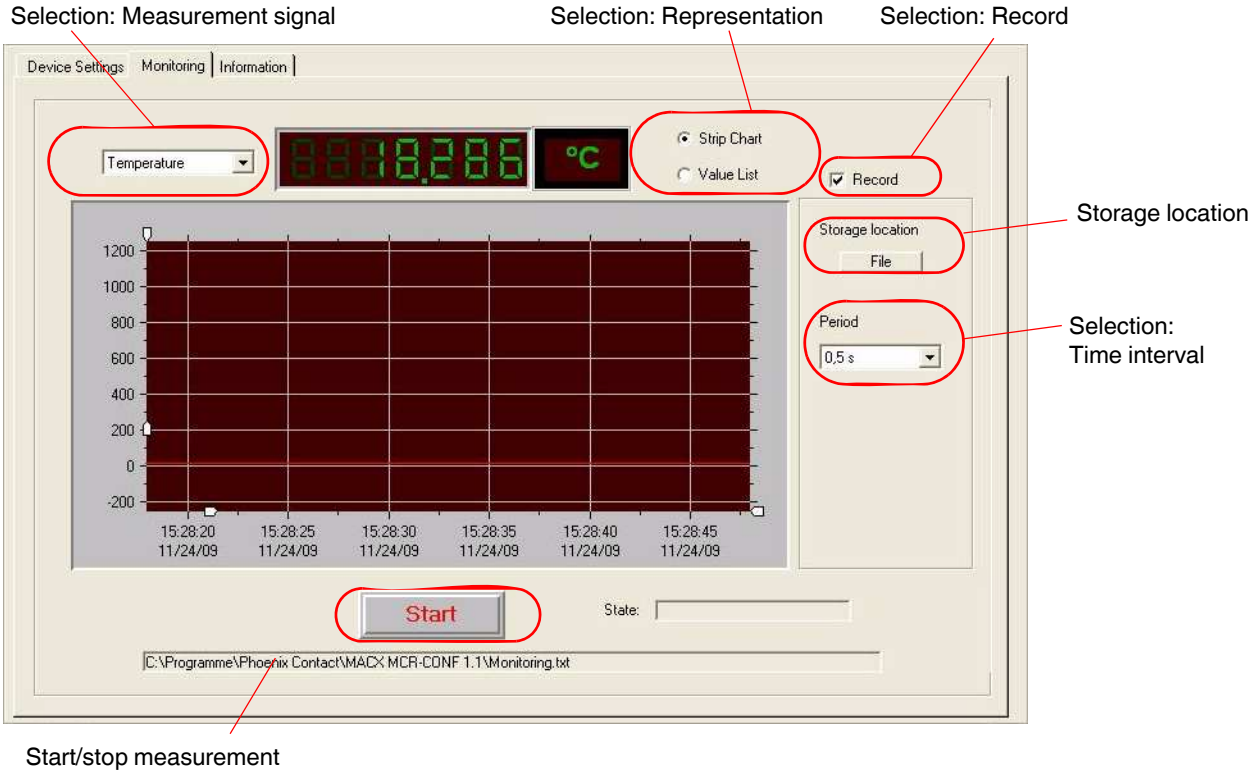 Selection: Measurement signal
Selection: Representation
Selection: Record
Device Settings
Monitoring
Information
Temperature
18.286
°C
Strip Chart
Value List
Record
Storage location
Storage location
File
1200
1000
800
600
400
200
0
-200
Period
0,5 s
Selection:
Time interval
15:28:20
11/24/09
15:28:25
11/24/09
15:28:30
11/24/09
15:28:35
11/24/09
15:28:40
11/24/09
15:28:45
11/24/09
Start
State:
C:\Programme\Phoenix Contact\MACX MCR-CONF 1.1\Monitoring.txt
Start/stop measurement